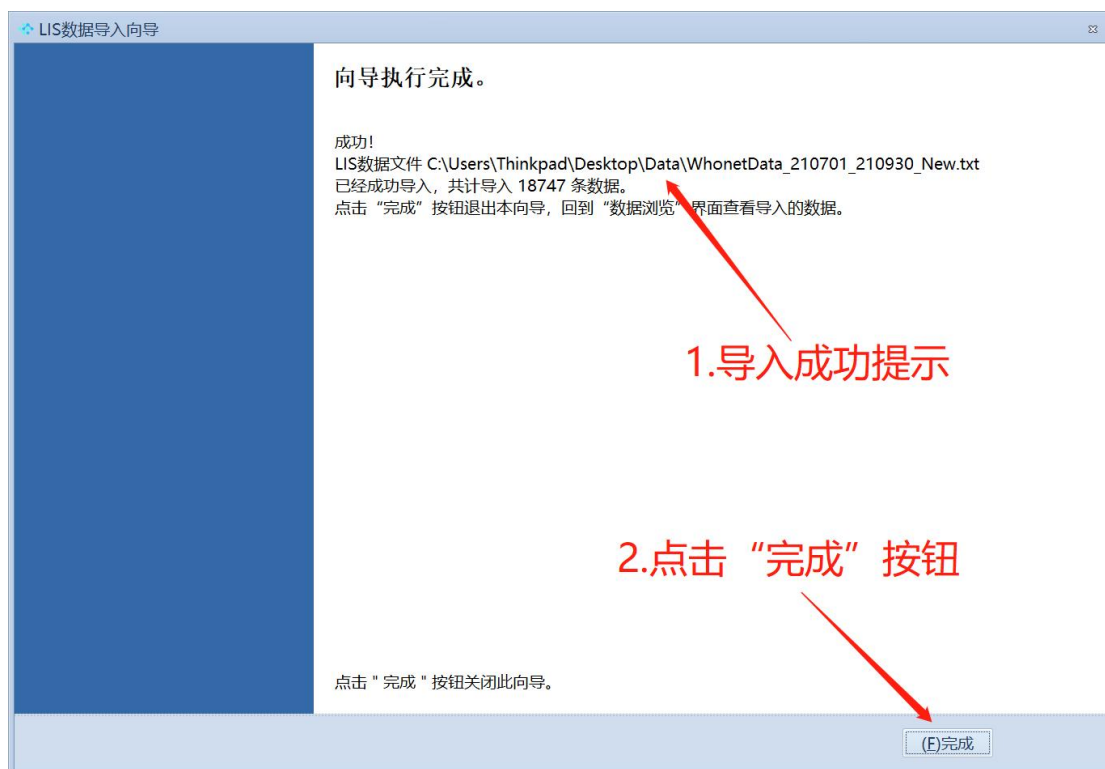 LIS数据导入向导
向导执行完成。
成功!
LIS数据文件 C:\Users\Thinkpad\Desktop\Data\WhonetData_210701_210930_New.txt
已经成功导入，共计导入 18747 条数据。
点击“完成”按钮退出本向导，回到“数据浏览”界面查看导入的数据。
1.导入成功提示
2.点击“完成”按钮
点击 " 完成 " 按钮关闭此向导。
(F)完成